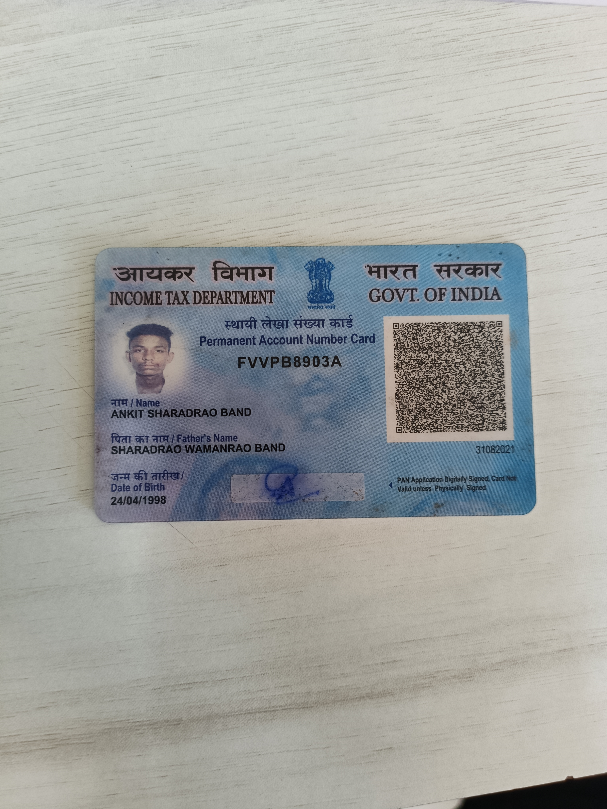 आयकर विभाग
INCOME TAX DEPARTMENT
भारत सरकार
GOVT. OF INDIA
स्थायी लेखा संख्या कार्ड
Permanent Account Number Card
FVVPB8903A
नाम / Name
ANKIT SHARADRAO BAND
पिता का नाम / Father's Name
SHARADRAO WAMANRAO BAND
31082021
जन्म की तारीख /
Date of Birth
24/04/1998
PAN Application Digitally Signed, Card Not
Valid unless Physically Signed